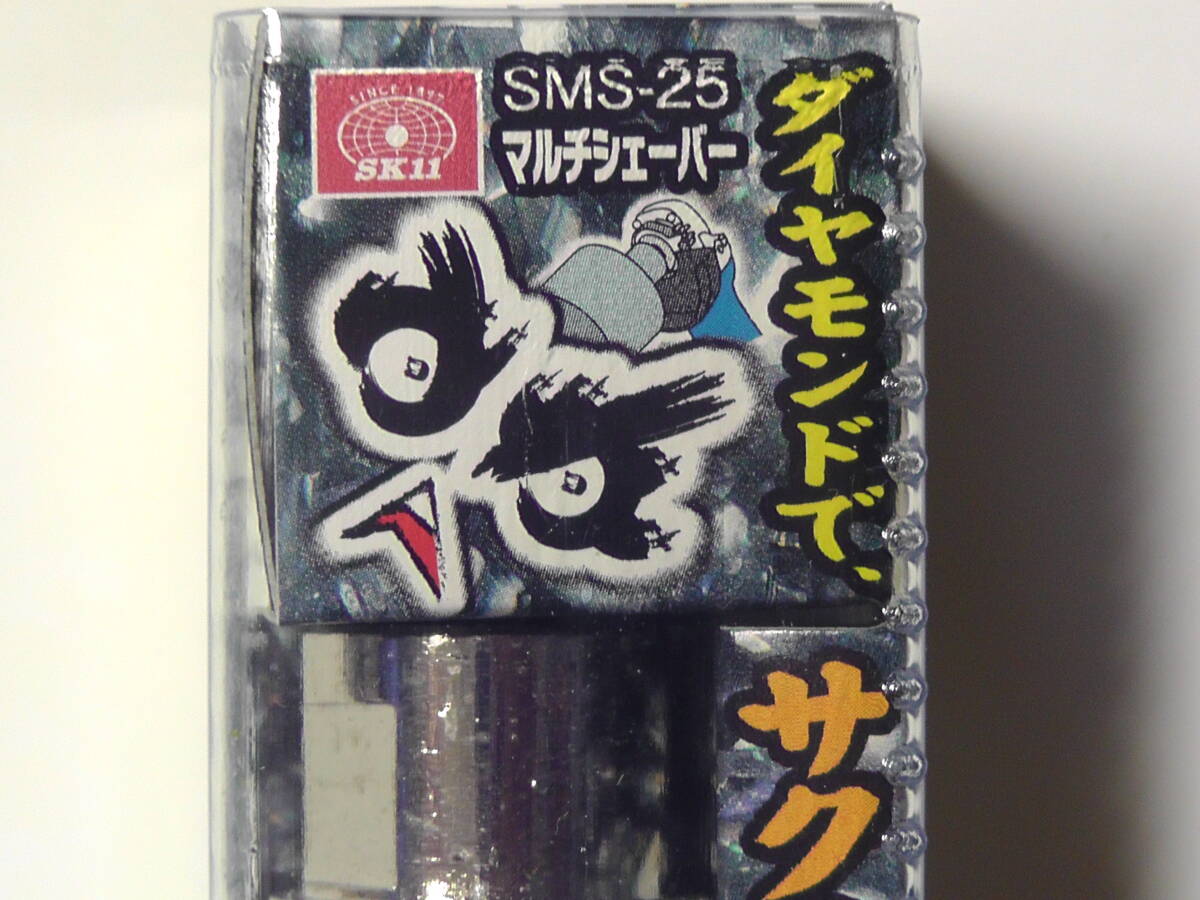 SINCE 1897
SK11
SMS-25
マルチシェーバー
ダイヤモンドで、
サク